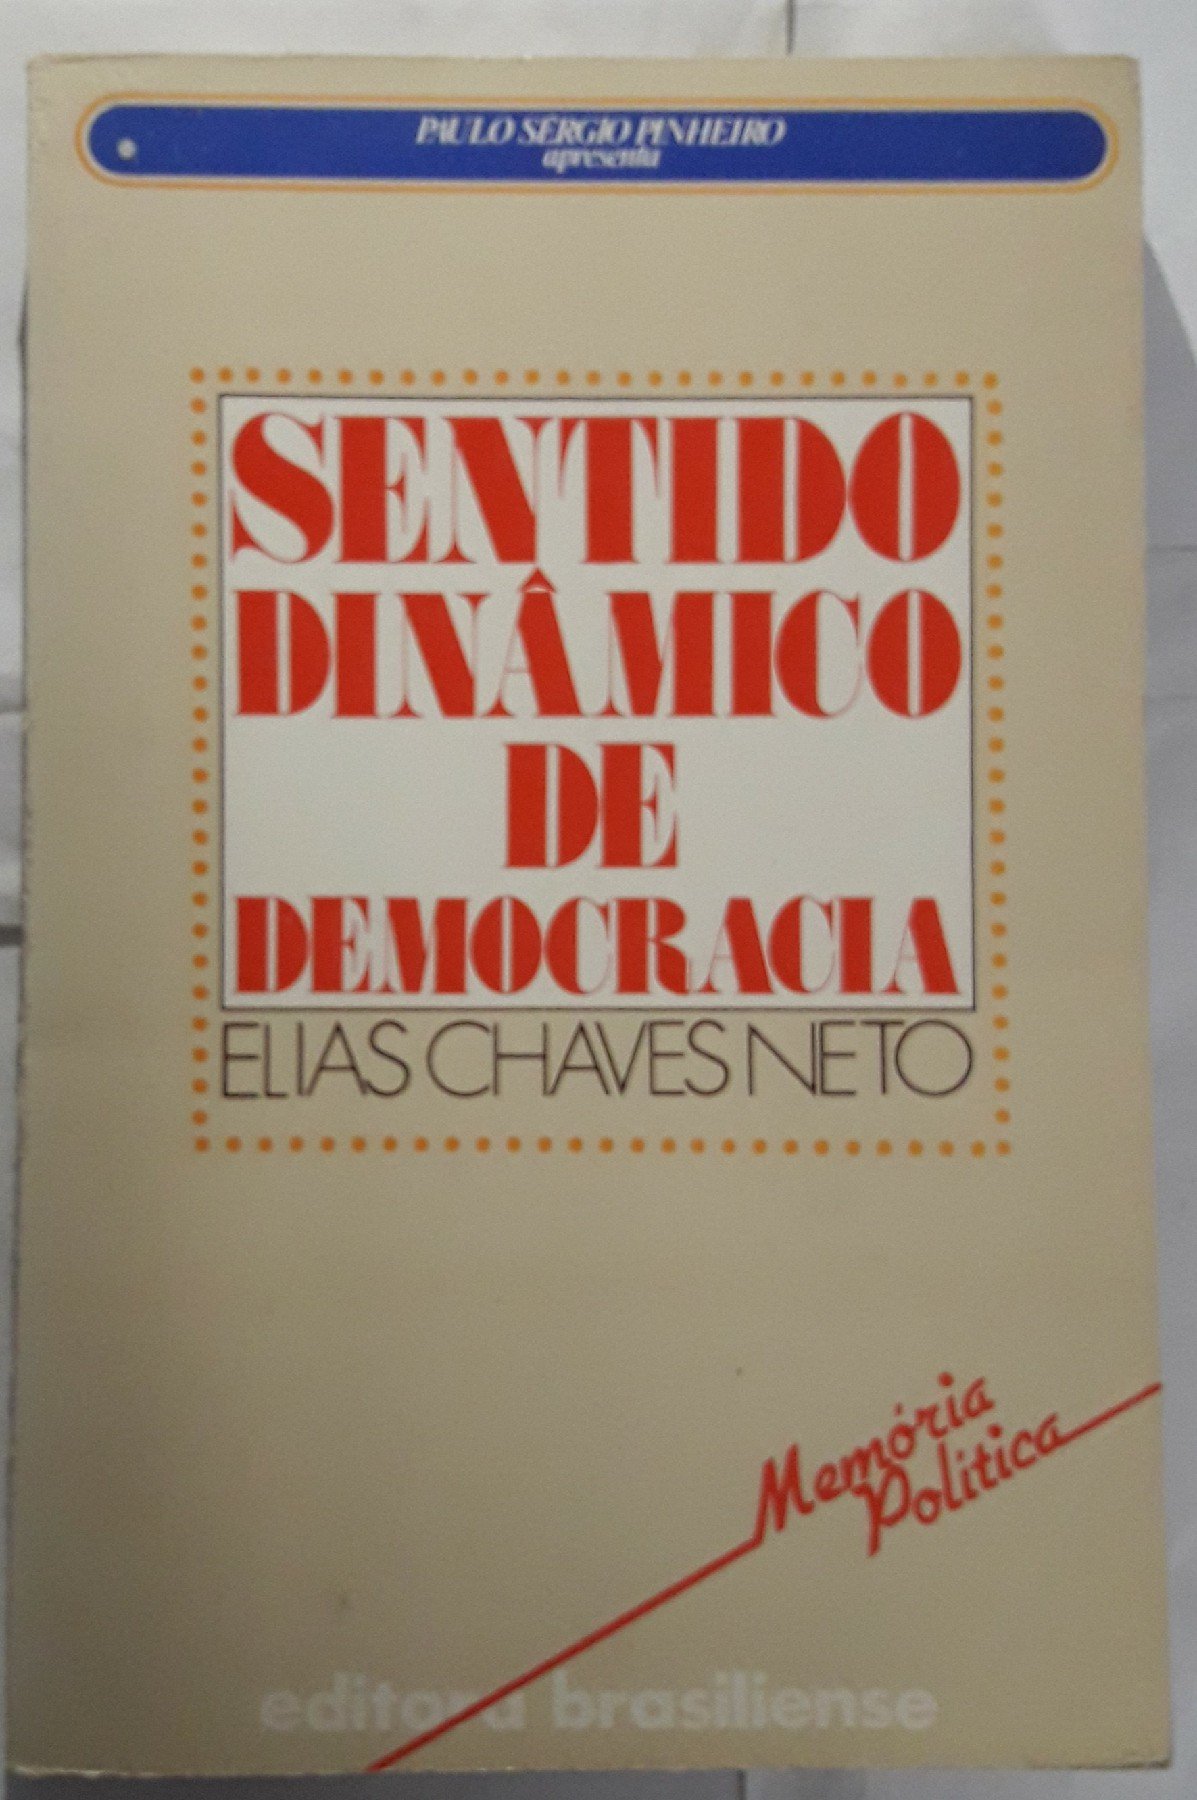 PAULO SÉRGIO PINHEIRO
apresenta
SENTIDO
DINÂMICO
DE
DEMOCRACIA
ELIAS CHAVES NETO
Memória
Política
editora brasiliense